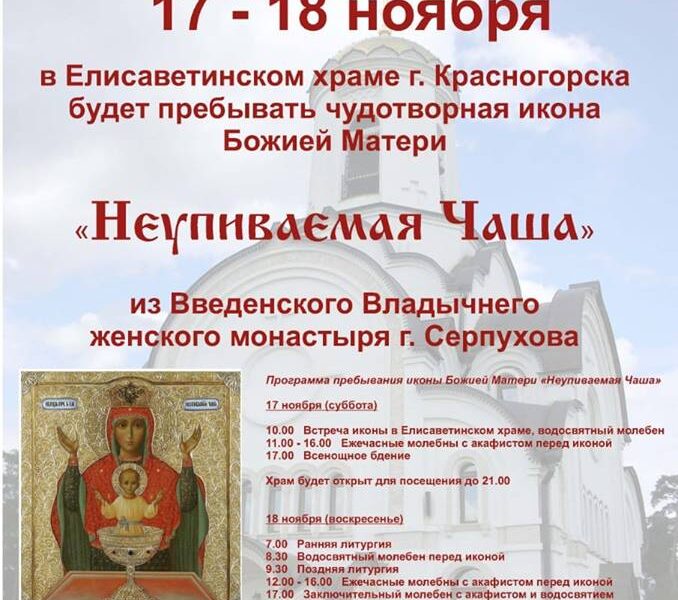 17 - 18 ноября
в Елисаветинском храме г. Красногорска
будет пребывать чудотворная икона
Божией Матери
«Неупиваемая Чаша»
из Введенского Владычнего
женского монастыря г. Серпухова
Программа пребывания иконы Божией Матери «Неупиваемая Чаша»
17 ноября (суббота)
10.00 Встреча иконы в Елисаветинском храме, водосвятный молебен
11.00 - 16.00 Ежечасные молебны с акафистом перед иконой
17.00 Всенощное бдение
Храм будет открыт для посещения до 21.00
18 ноября (воскресенье)
7.00 Ранняя литургия
8.30 Водосвятный молебен перед иконой
9.30 Поздняя литургия
12.00 - 16.00 Ежечасные молебны с акафистом перед иконой
17.00 Заключительный молебен с акафистом и водосвятием